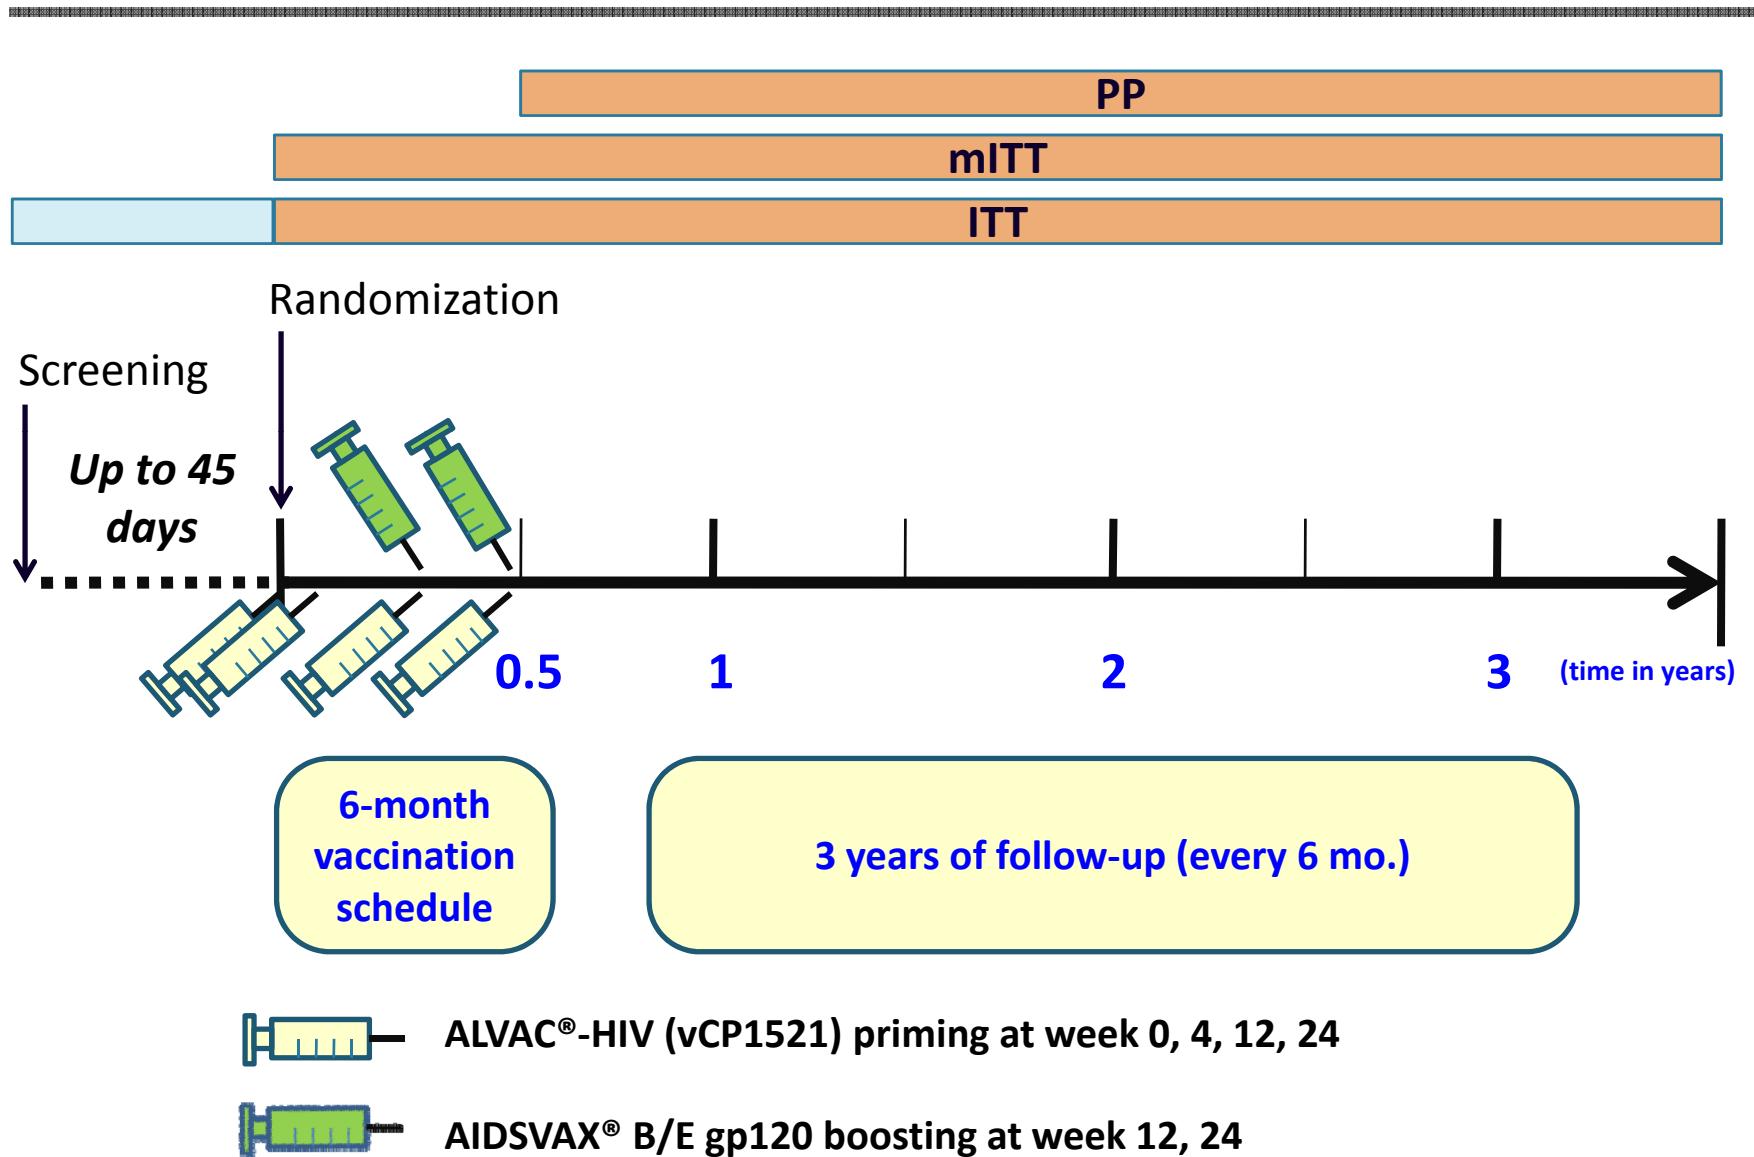 PP
mITT
ITT
Randomization
Screening
Up to 45
days
0.5
1
2
3
(time in years)
6-month
vaccination
schedule
3 years of follow-up (every 6 mo.)
ALVAC®-HIV (vCP1521) priming at week 0, 4, 12, 24
AIDSVAX® B/E gp120 boosting at week 12, 24